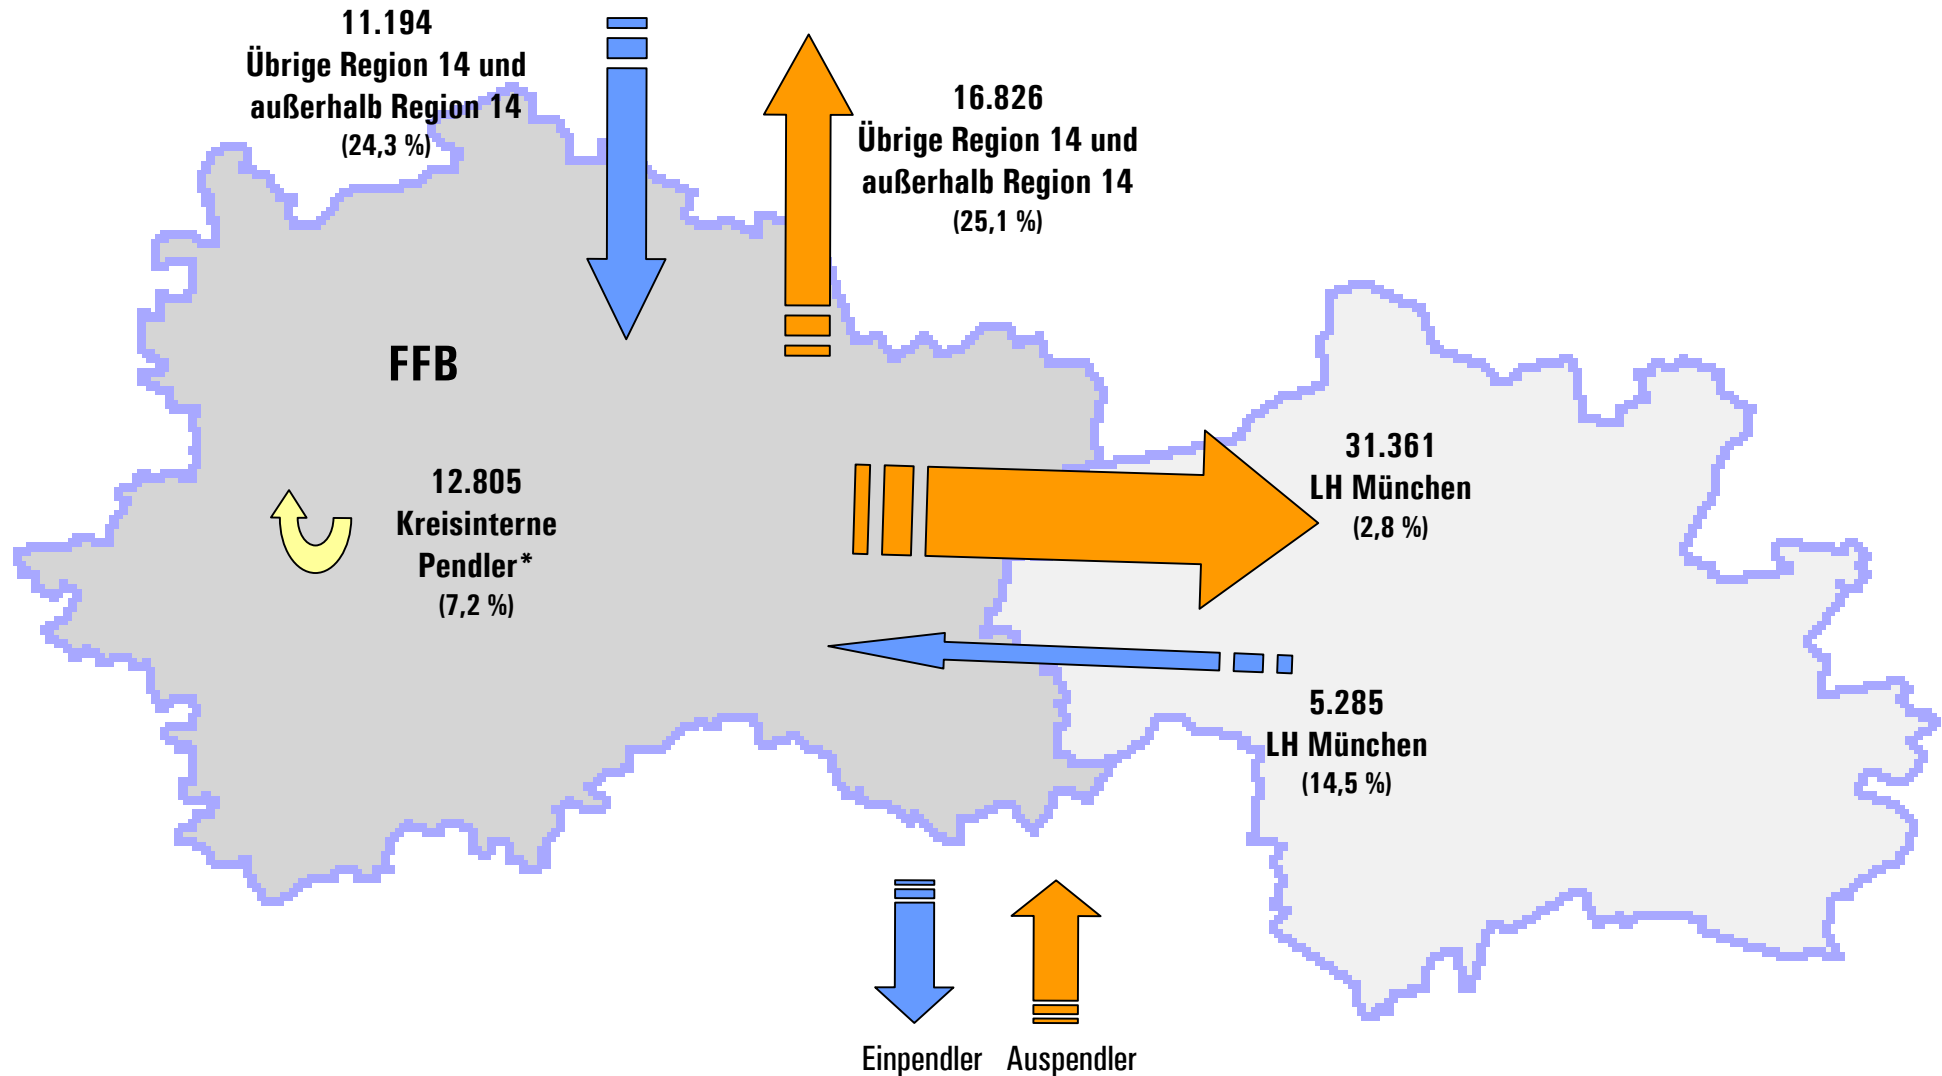 11.194
Übrige Region 14 und
außerhalb Region 14
(24,3 %)
16.826
Übrige Region 14 und
außerhalb Region 14
(25,1 %)
FFB
12.805
Kreisinterne
Pendler*
(7,2 %)
31.361
LH München
(2,8 %)
5.285
LH München
(14,5 %)
Einpendler
Auspendler